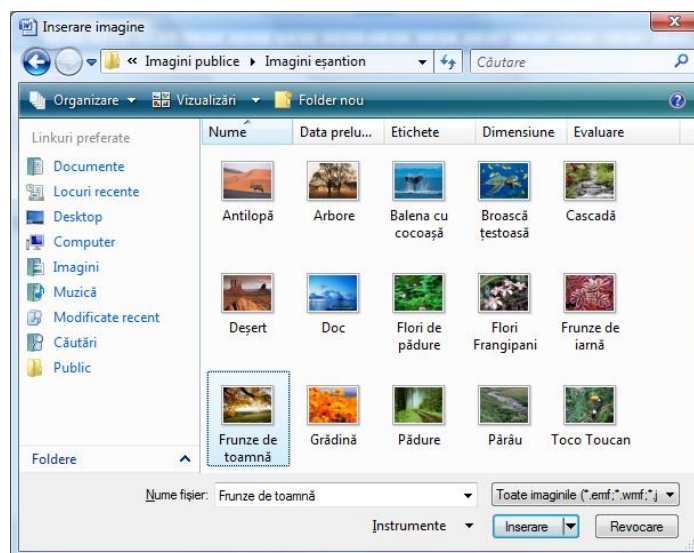 Inserare imagine
« Imagini publice ▸ Imagini eșantion
Căutare
Organizare
Vizualizări
Folder nou
Linkuri preferate
Documente
Locuri recente
Desktop
Computer
Imagini
Muzică
Modificate recent
Căutări
Public
Foldere
Nume Data prelu... Etichete Dimensiune Evaluare
Antilopă
Arbore
Balena cu
cocoașă
Broască
țestoasă
Cascadă
Deșert
Doc
Flori de
pădure
Flori
Frangipani
Frunze de
iarnă
Frunze de
toamnă
Grădină
Pădure
Pârâu
Toco Toucan
Nume fișier: Frunze de toamnă
Toate imaginile (*.emf;*.wmf;*.j
Instrumente
Inserare
Revocare